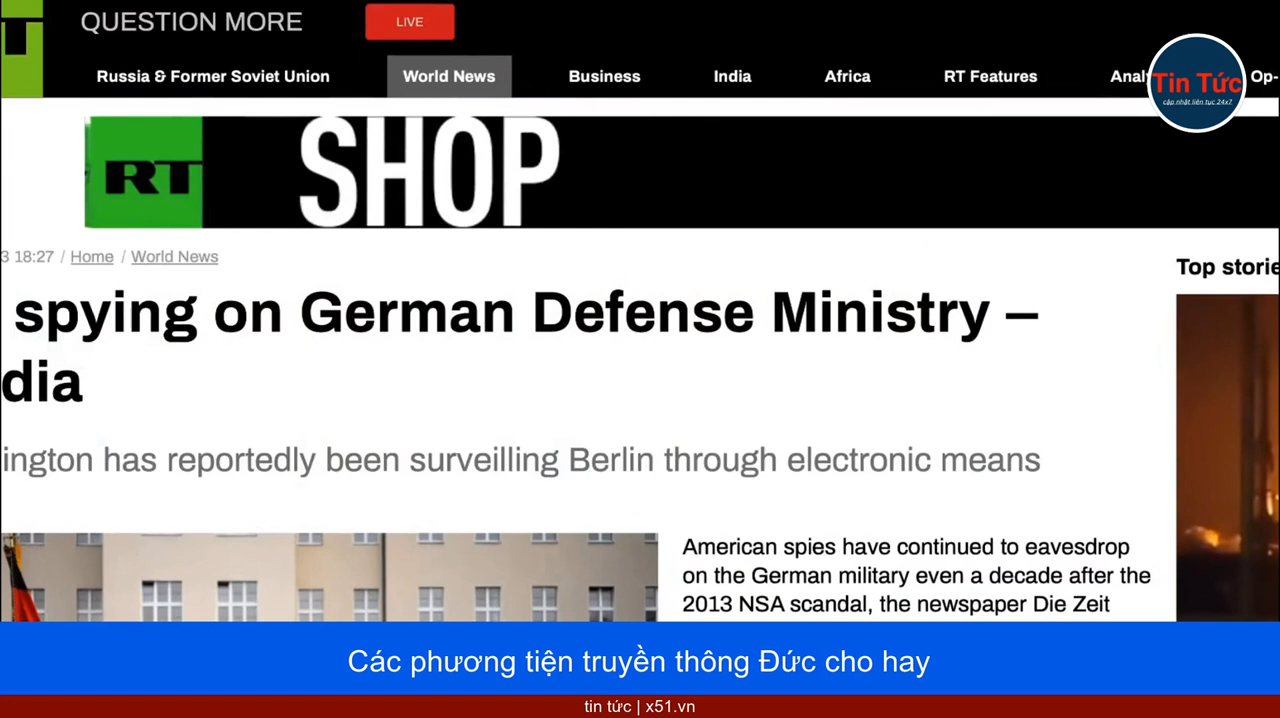 QUESTION MORE
LIVE
Russia & Former Soviet Union World News Business India Africa RT Features Op-
Tin Tức
cập nhật liên tục 24x7
RT SHOP
3 18:27 / Home / World News
Top storie
spying on German Defense Ministry –
dia
ington has reportedly been surveilling Berlin through electronic means
American spies have continued to eavesdrop
on the German military even a decade after the
2013 NSA scandal, the newspaper Die Zeit
Các phương tiện truyền thông Đức cho hay
tin tức | x51.vn